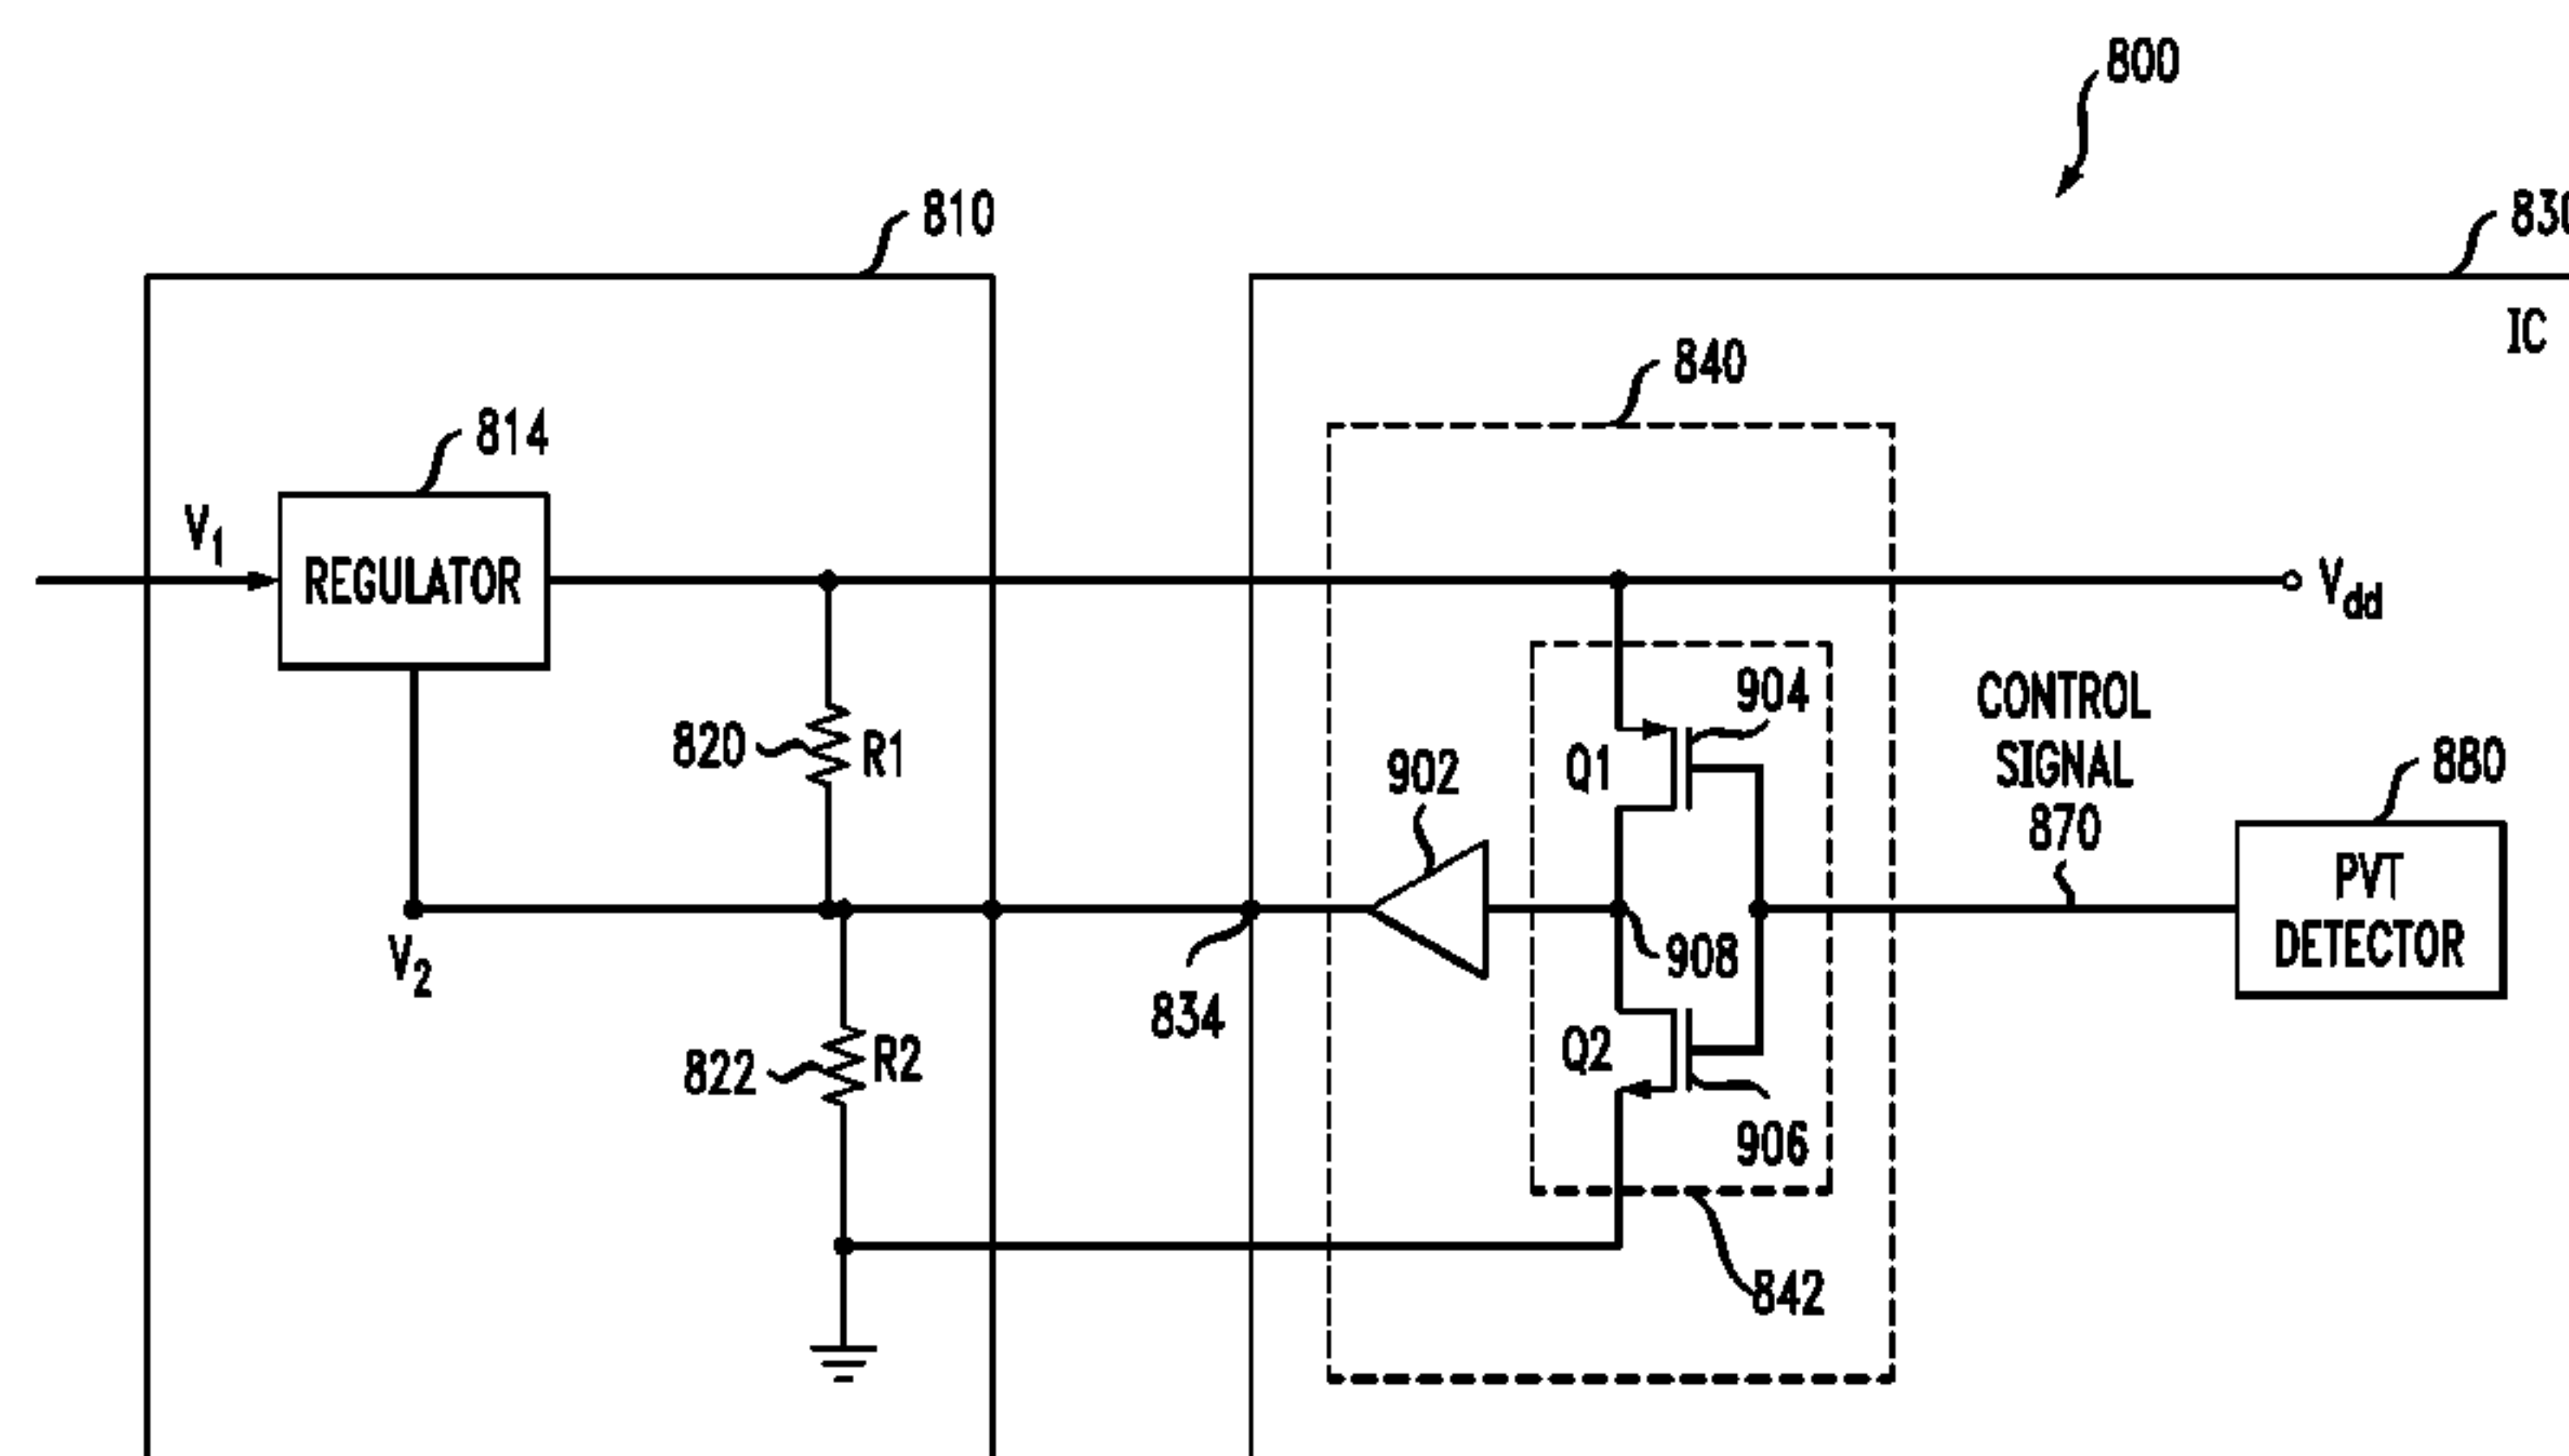 800
810
830
IC
840
814
V1
REGULATOR
Vdd
904
CONTROL
SIGNAL
870
820
R1
Q1
902
880
PVT
DETECTOR
V2
908
834
822
R2
Q2
906
842